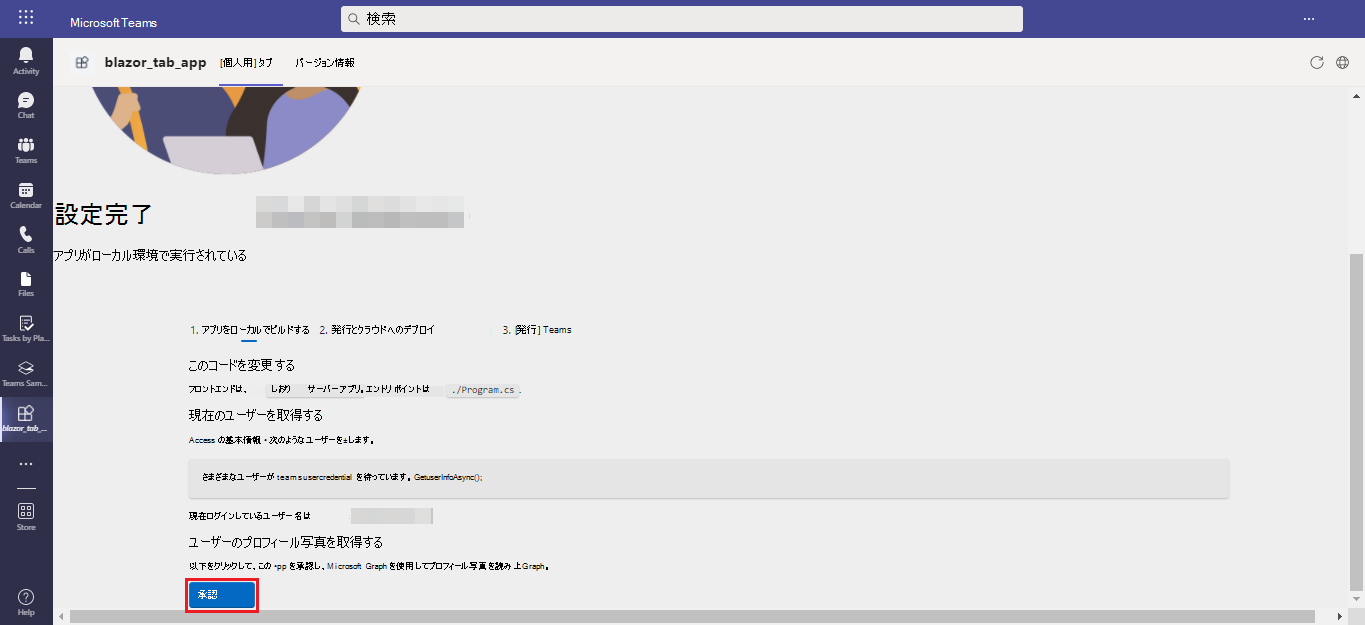 Microsoft Teams
検索
Activity
Chat
Teams
Calendar
Calls
Files
Tasks by Pla...
Teams Sam...
blazor_tab_...
Store
Help
blazor_tab_app [個人用]タブ バージョン情報
設定完了
アプリがローカル環境で実行されている
1. アプリをローカルでビルドする 2. 発行とクラウドへのデプロイ 3. [発行] Teams
このコードを変更する
フロントエンドは、 しおり サーバーアプリ。エントリ ポイントは ./Program.cs.
現在のユーザーを取得する
Access の基本情報・次のようなユーザーを±します。
さまざまなユーザーが teamsusercredential を待っています。GetuserInfoAsync();
現在ログインしているユーザー名は
ユーザーのプロフィール写真を取得する
以下をクリックして、この •pp を承認し、Microsoft Graph を使用してプロフィール写真を読み上Graph。
承認